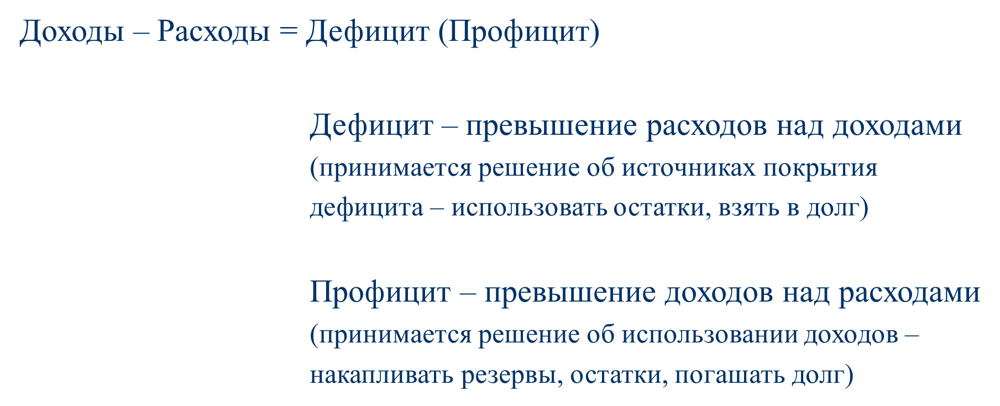 Доходы – Расходы = Дефицит (Профицит)
Дефицит – превышение расходов над доходами
(принимается решение об источниках покрытия
дефицита – использовать остатки, взять в долг)
Профицит – превышение доходов над расходами
(принимается решение об использовании доходов –
накапливать резервы, остатки, погашать долг)